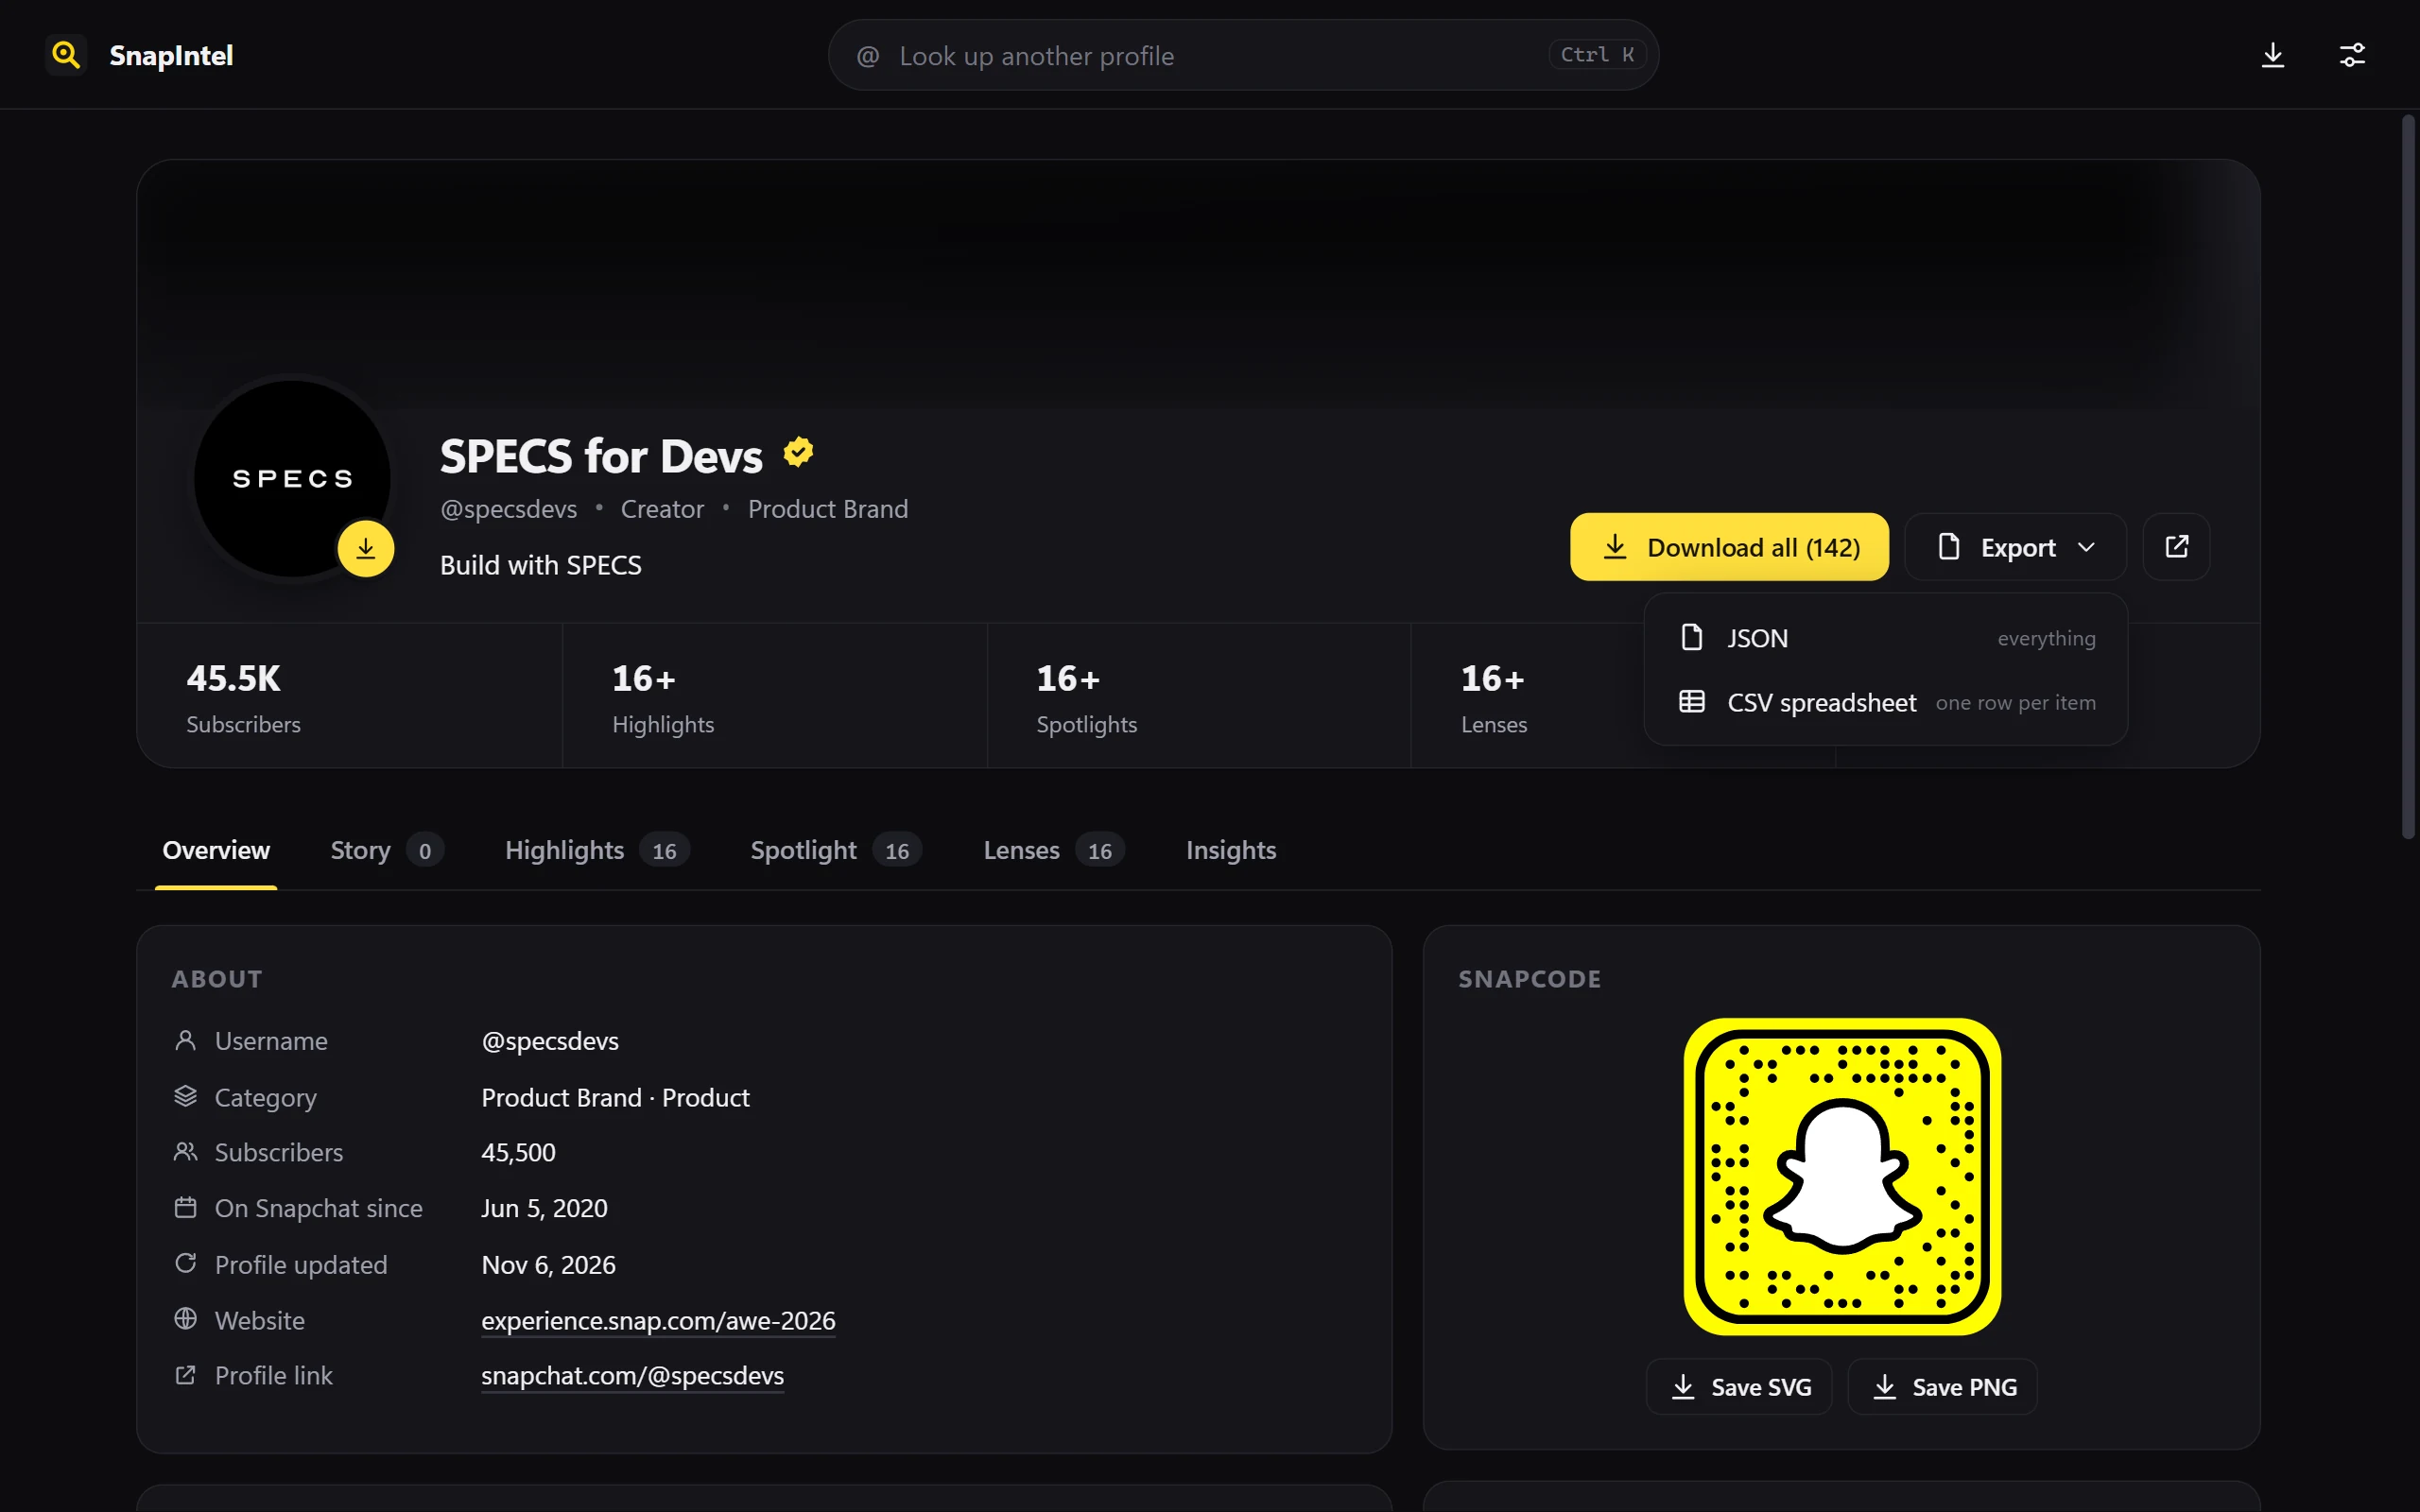 SnapIntel
@ Look up another profile Ctrl K
SPECS
SPECS for Devs
@specsdevs • Creator • Product Brand
Build with SPECS
Download all (142)
Export
JSON everything
CSV spreadsheet one row per item
45.5K
Subscribers
16+
Highlights
16+
Spotlights
16+
Lenses
Overview
Story 0
Highlights 16
Spotlight 16
Lenses 16
Insights
ABOUT
Username @specsdevs
Category Product Brand · Product
Subscribers 45,500
On Snapchat since Jun 5, 2020
Profile updated Nov 6, 2026
Website experience.snap.com/awe-2026
Profile link snapchat.com/@specsdevs
SNAPCODE
Save SVG
Save PNG